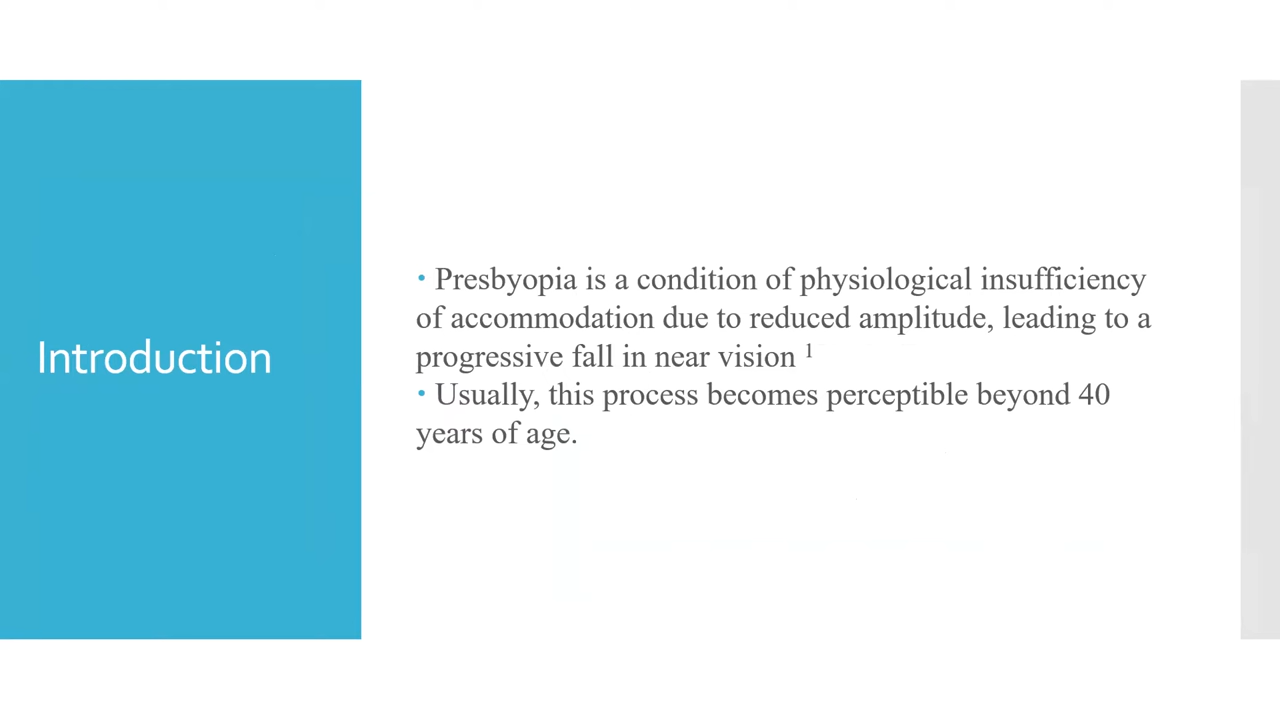 Introduction
• Presbyopia is a condition of physiological insufficiency
of accommodation due to reduced amplitude, leading to a
progressive fall in near vision ¹
• Usually, this process becomes perceptible beyond 40
years of age.